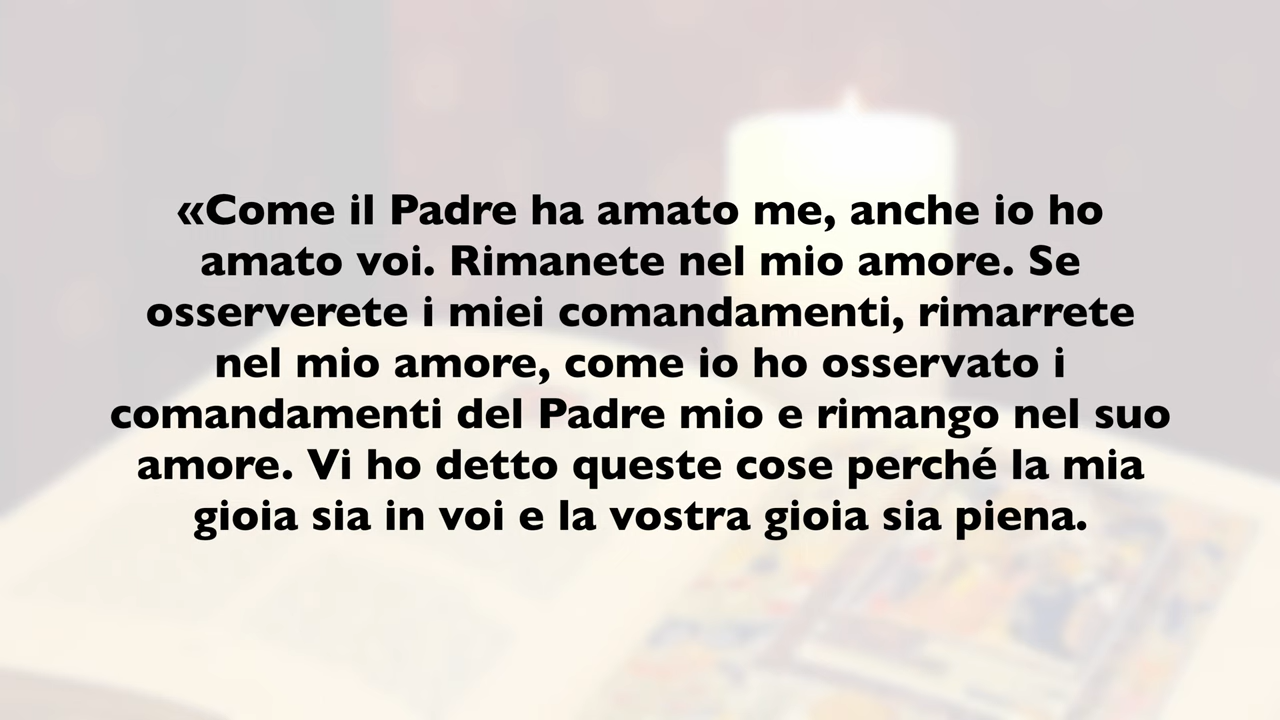 «Come il Padre ha amato me, anche io ho
amato voi. Rimanete nel mio amore. Se
osserverete i miei comandamenti, rimarrete
nel mio amore, come io ho osservato i
comandamenti del Padre mio e rimango nel suo
amore. Vi ho detto queste cose perché la mia
gioia sia in voi e la vostra gioia sia piena.